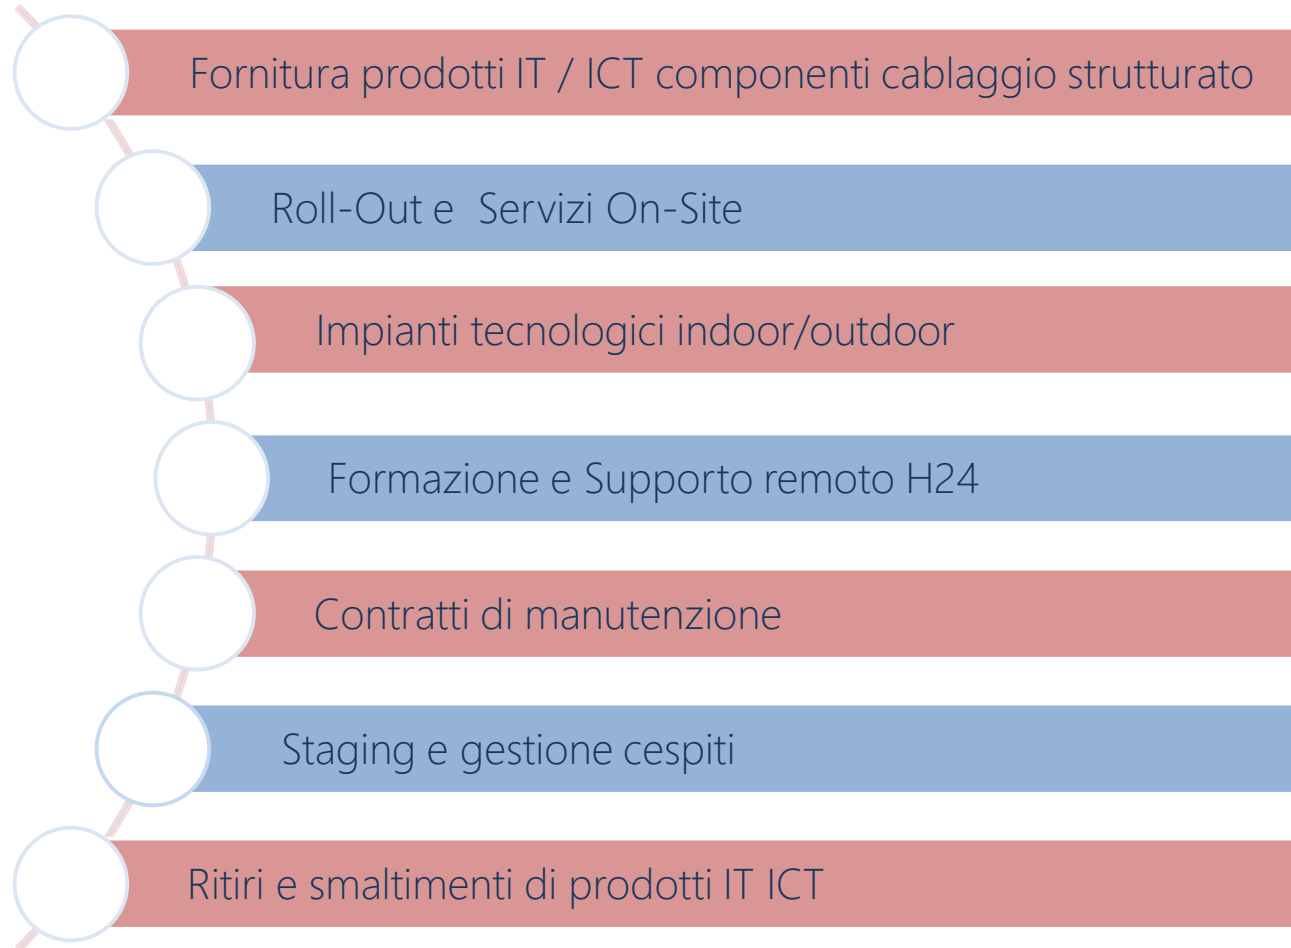 Fornitura prodotti IT / ICT componenti cablaggio strutturato
Roll-Out e  Servizi On-Site
Impianti tecnologici indoor/outdoor
Formazione e Supporto remoto H24
Contratti di manutenzione
Staging e gestione cespiti
Ritiri e smaltimenti di prodotti IT ICT